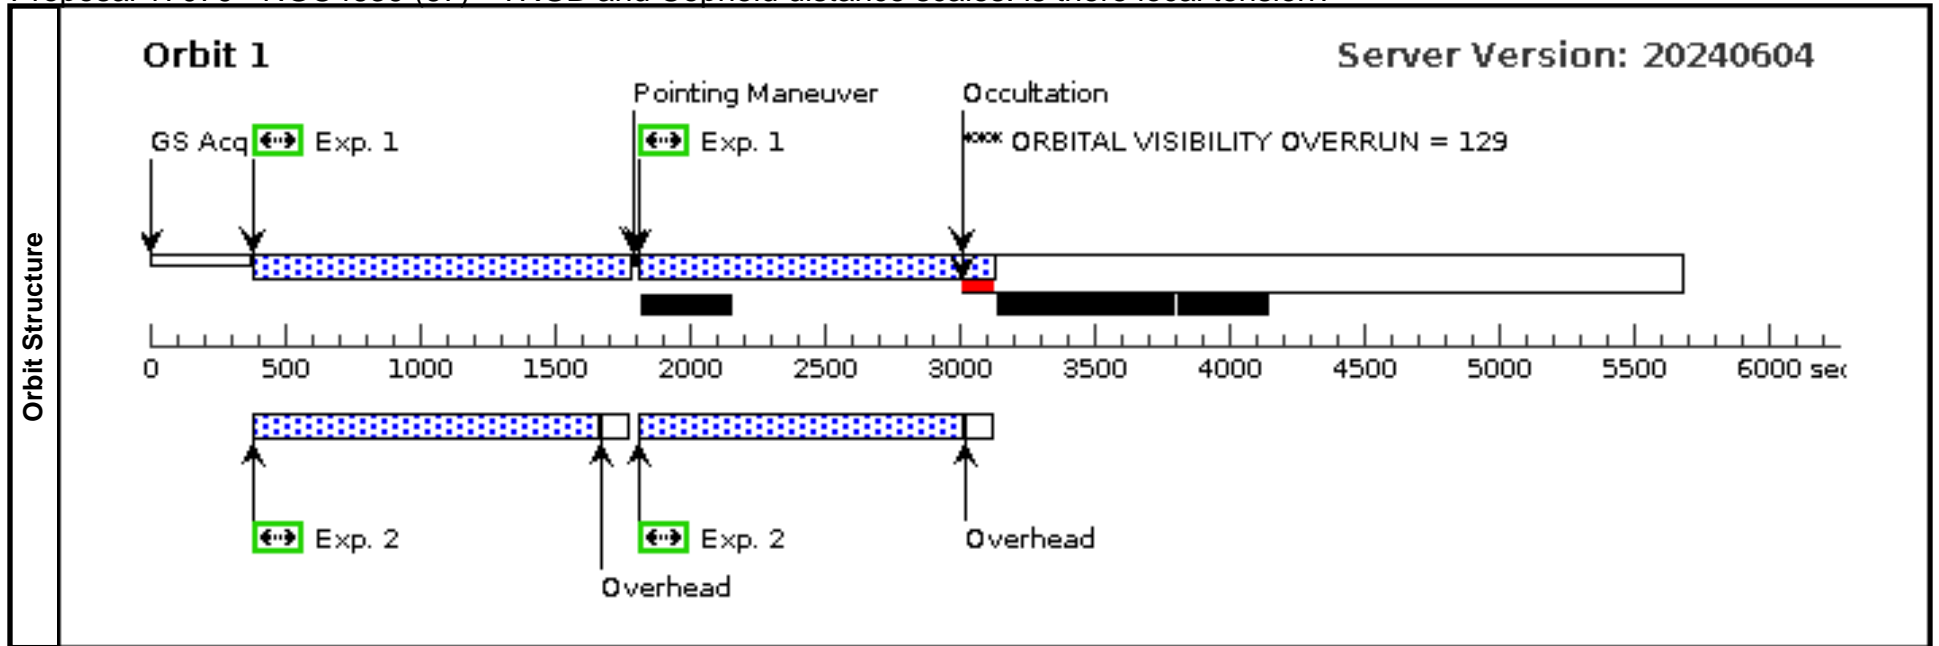 Orbit Structure
Orbit 1
Server Version: 20240604
Pointing Maneuver
Occultation
GS Acq
Exp. 1
Exp. 1
**** ORBITAL VISIBILITY OVERRUN = 129
0 500 1000 1500 2000 2500 3000 3500 4000 4500 5000 5500 6000 sec
Exp. 2
Exp. 2
Overhead
Overhead